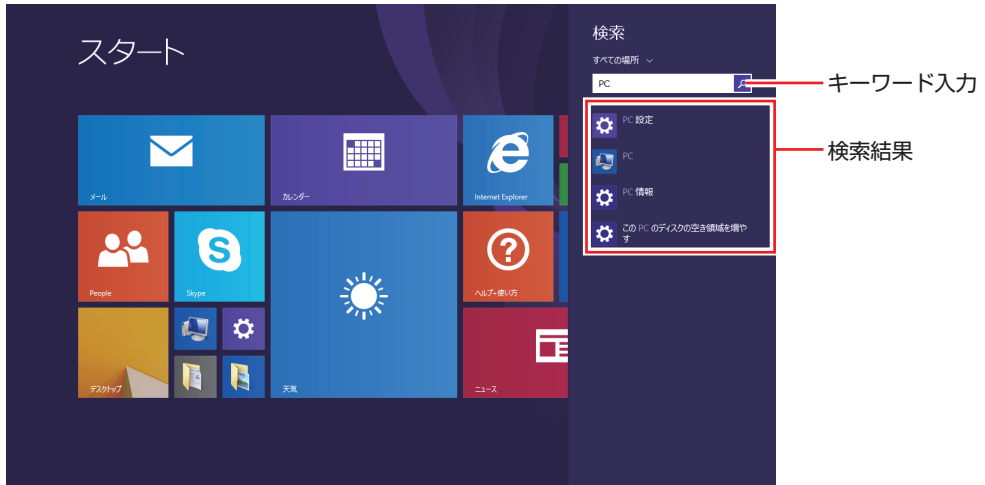 スタート
メール
カレンダー
Internet Explorer
People
Skype
ヘルプ+使い方
デスクトップ
天気
ニュース
検索
すべての場所
PC
PC 設定
PC
PC 情報
この PC のディスクの空き領域を増や
す
キーワード入力
検索結果